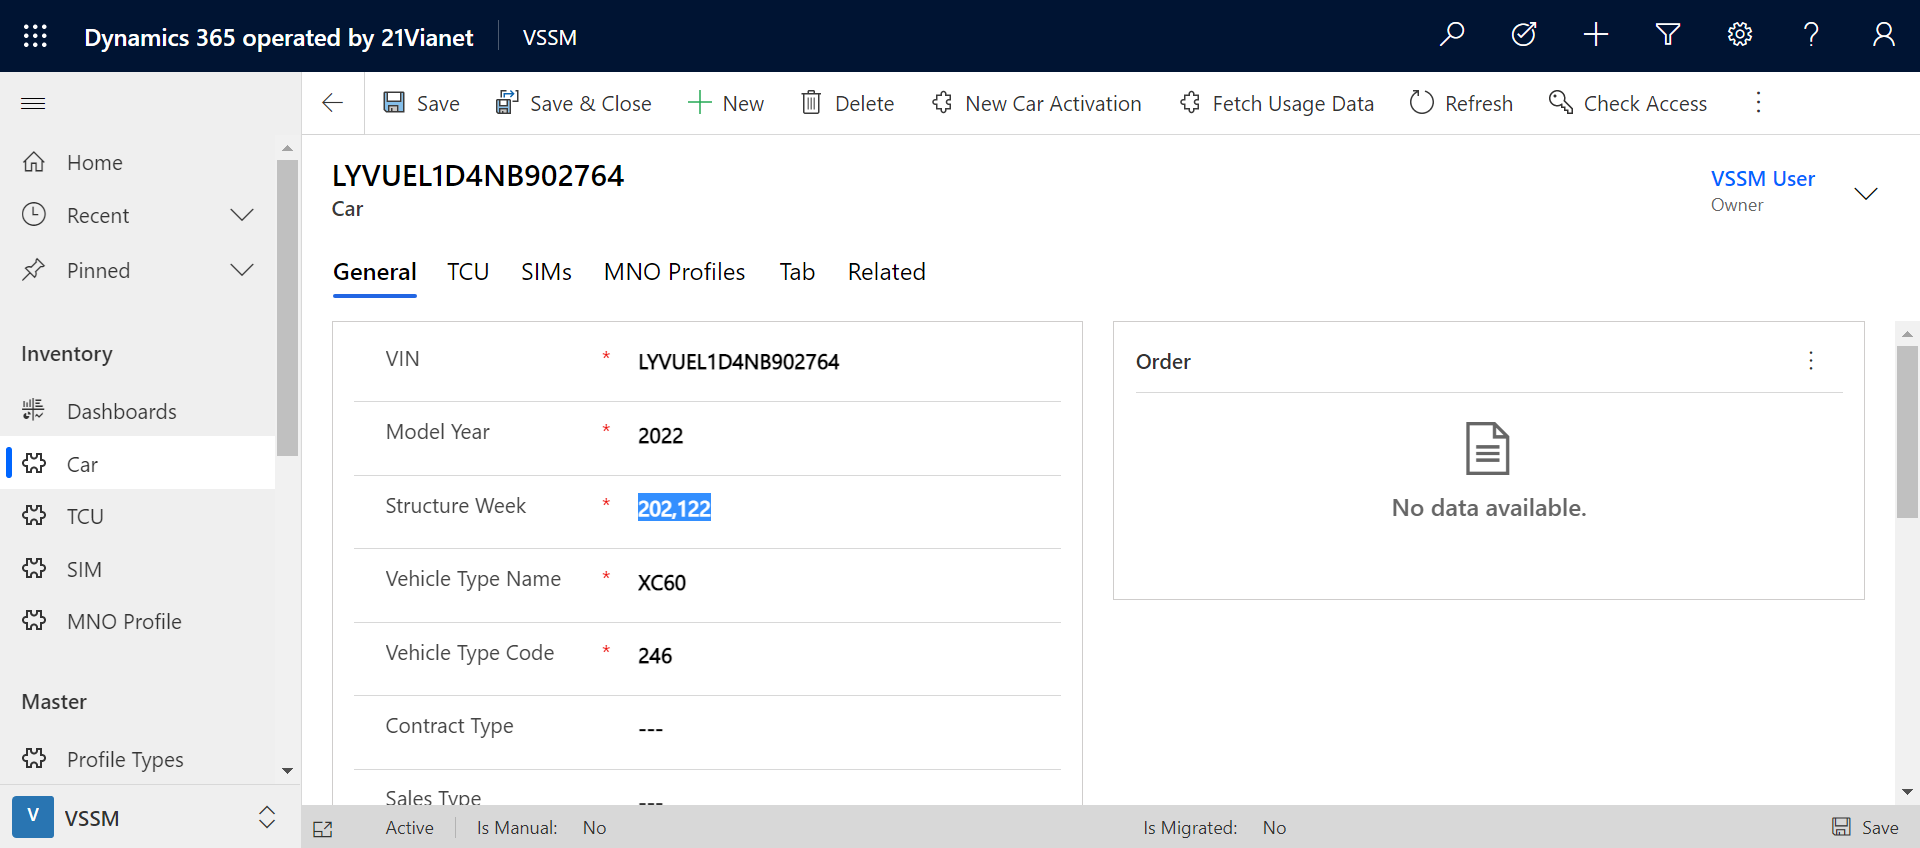 Dynamics 365 operated by 21Vianet
VSSM
Save
Save & Close
New
Delete
New Car Activation
Fetch Usage Data
Refresh
Check Access
Home
Recent
Pinned
Inventory
Dashboards
Car
TCU
SIM
MNO Profile
Master
Profile Types
V
VSSM
LYVUEL1D4NB902764
Car
VSSM User
Owner
General
TCU
SIMs
MNO Profiles
Tab
Related
VIN * LYVUEL1D4NB902764
Model Year * 2022
Structure Week * 202,122
Vehicle Type Name * XC60
Vehicle Type Code * 246
Contract Type ---
Sales Type ---
Order
No data available.
Active
Is Manual: No
Is Migrated: No
Save